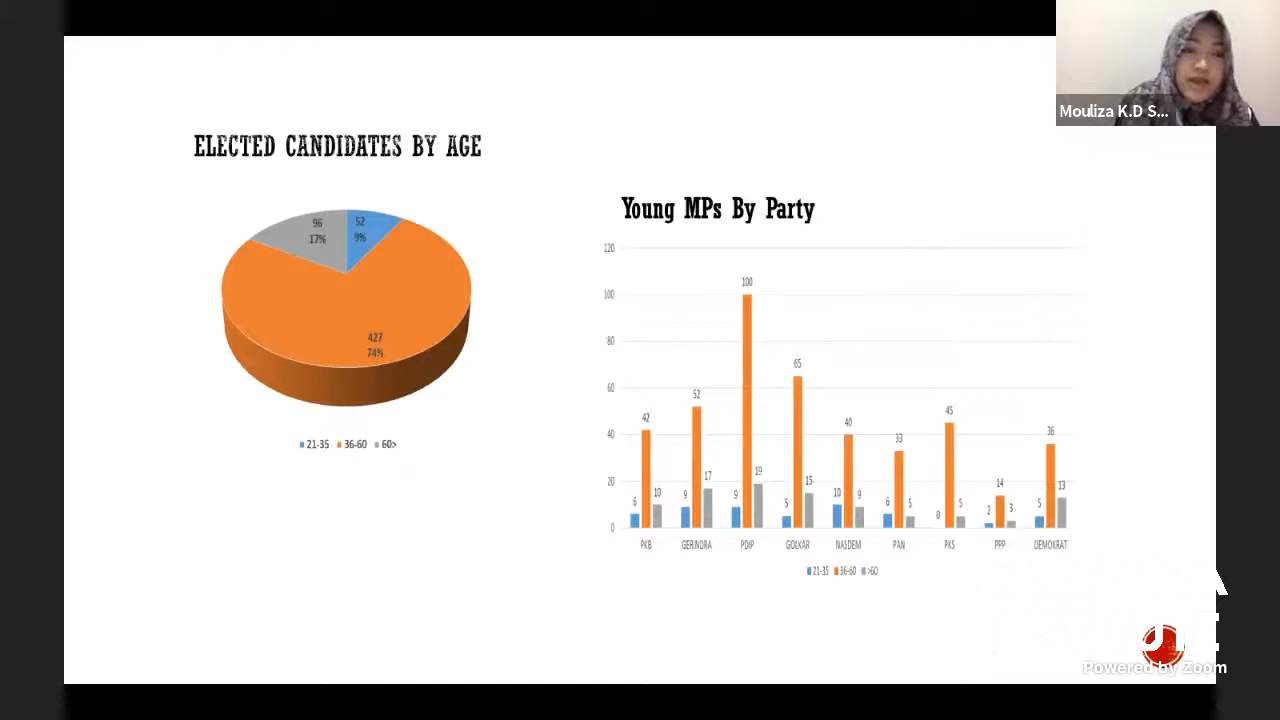 Mouliza K.D S...
ELECTED CANDIDATES BY AGE
96
17%
52
9%
427
74%
21-35 36-60 60>
Young MPs By Party
120
100
80
60
40
20
0
6 42 10
9 52 17
9 100 19
5 65 15
10 40 9
6 33 5
0 45 5
2 14 3
5 36 13
PKB GERINDRA PDIP GOLKAR NASDEM PAN PKS PPP DEMOKRAT
21-35 36-60 >60
Powered by Zoom